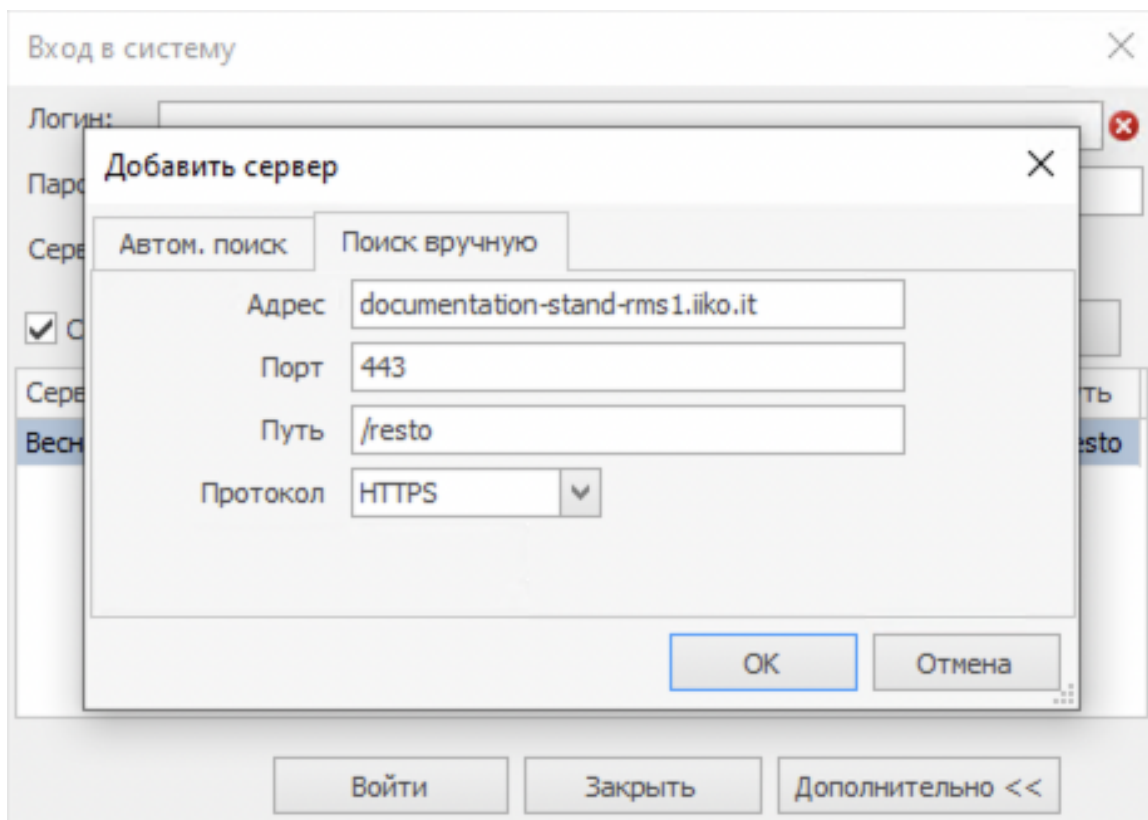 Вход в систему
Логин:
Добавить сервер
Автом. поиск
Поиск вручную
Адрес
documentation-stand-rms1.iiko.it
Порт
443
Путь
/resto
Протокол
HTTPS
OK
Отмена
Войти
Закрыть
Дополнительно <<